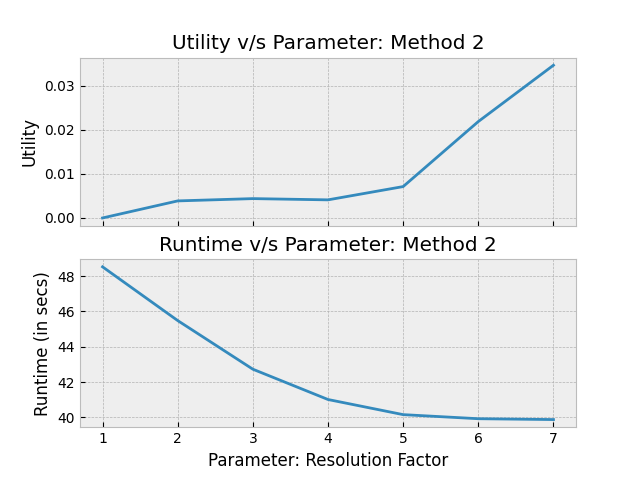 Utility v/s Parameter: Method 2
Utility
0.03
0.02
0.01
0.00
Runtime v/s Parameter: Method 2
Runtime (in secs)
48
46
44
42
40
1 2 3 4 5 6 7
Parameter: Resolution Factor